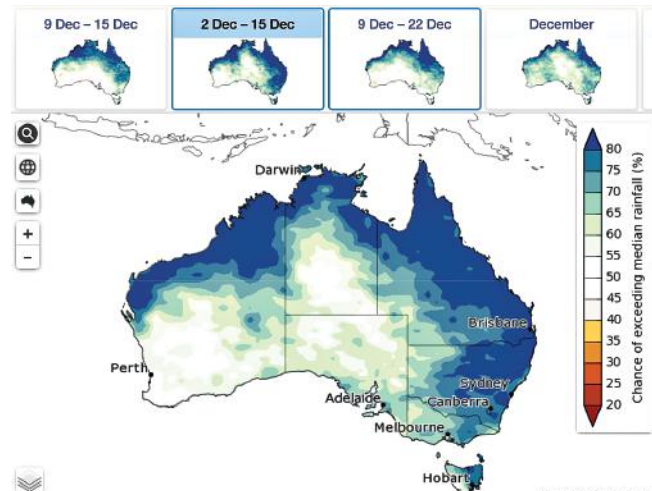 9 Dec – 15 Dec
2 Dec – 15 Dec
9 Dec – 22 Dec
December
Darwin
Brisbane
Perth
Sydney
Adelaide
Canberra
Melbourne
Hobart
+
−
80
75
70
65
60
55
45
40
35
30
25
20
Chance of exceeding median rainfall (%)